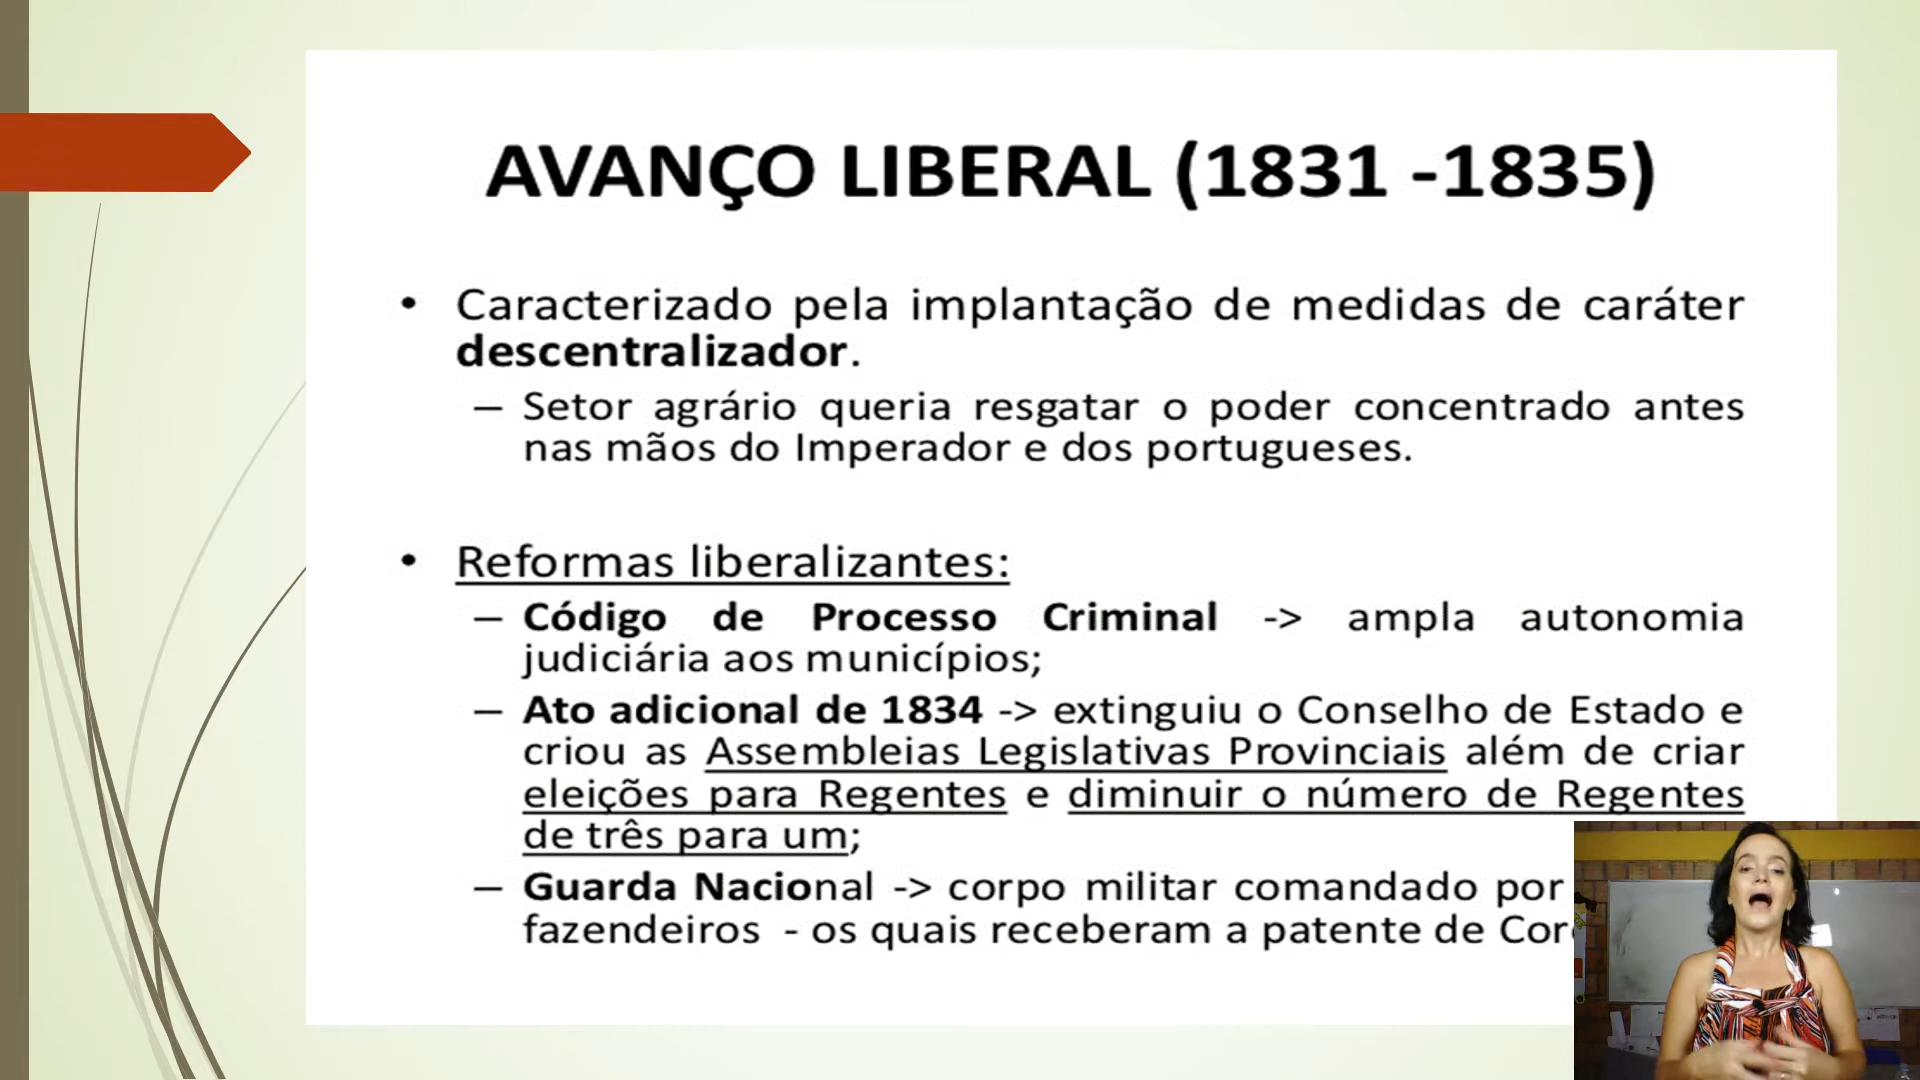 AVANÇO LIBERAL (1831 -1835)
• Caracterizado pela implantação de medidas de caráter
descentralizador.
– Setor agrário queria resgatar o poder concentrado antes
nas mãos do Imperador e dos portugueses.
• Reformas liberalizantes:
– Código de Processo Criminal -> ampla autonomia
judiciária aos municípios;
– Ato adicional de 1834 -> extinguiu o Conselho de Estado e
criou as Assembleias Legislativas Provinciais além de criar
eleições para Regentes e diminuir o número de Regentes
de três para um;
– Guarda Nacional -> corpo militar comandado por
fazendeiros - os quais receberam a patente de